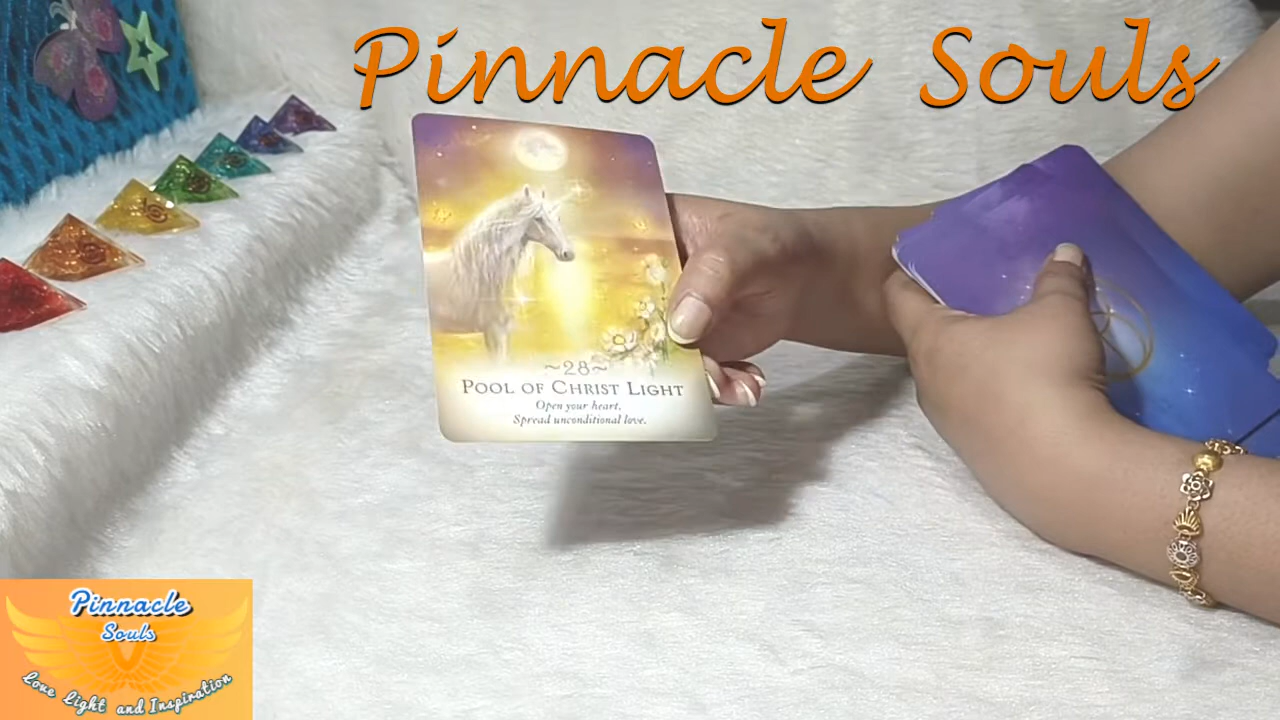 Pinnacle Souls
~28~
Pool of Christ Light
Open your heart.
Spread unconditional love.
Pinnacle
Souls
Love Light and Inspiration